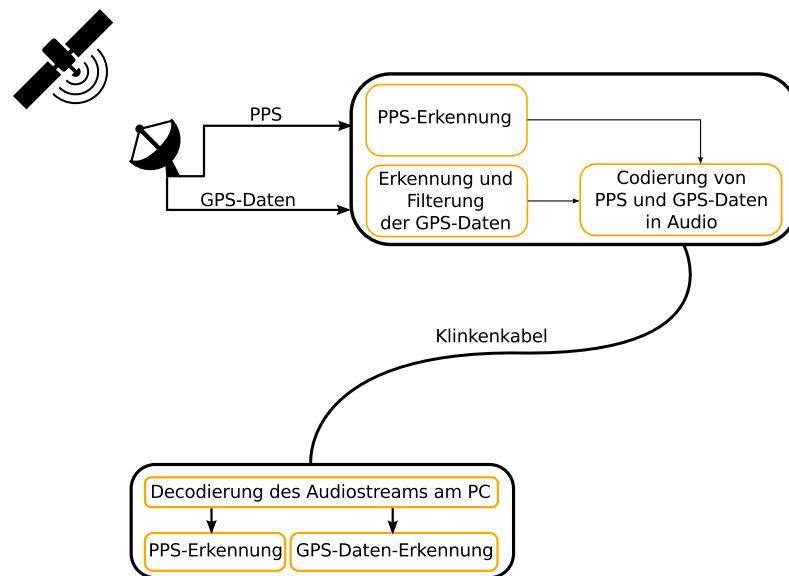 PPS
GPS-Daten
PPS-Erkennung
Erkennung und
Filterung
der GPS-Daten
Codierung von
PPS und GPS-Daten
in Audio
Klinkenkabel
Decodierung des Audiostreams am PC
PPS-Erkennung
GPS-Daten-Erkennung